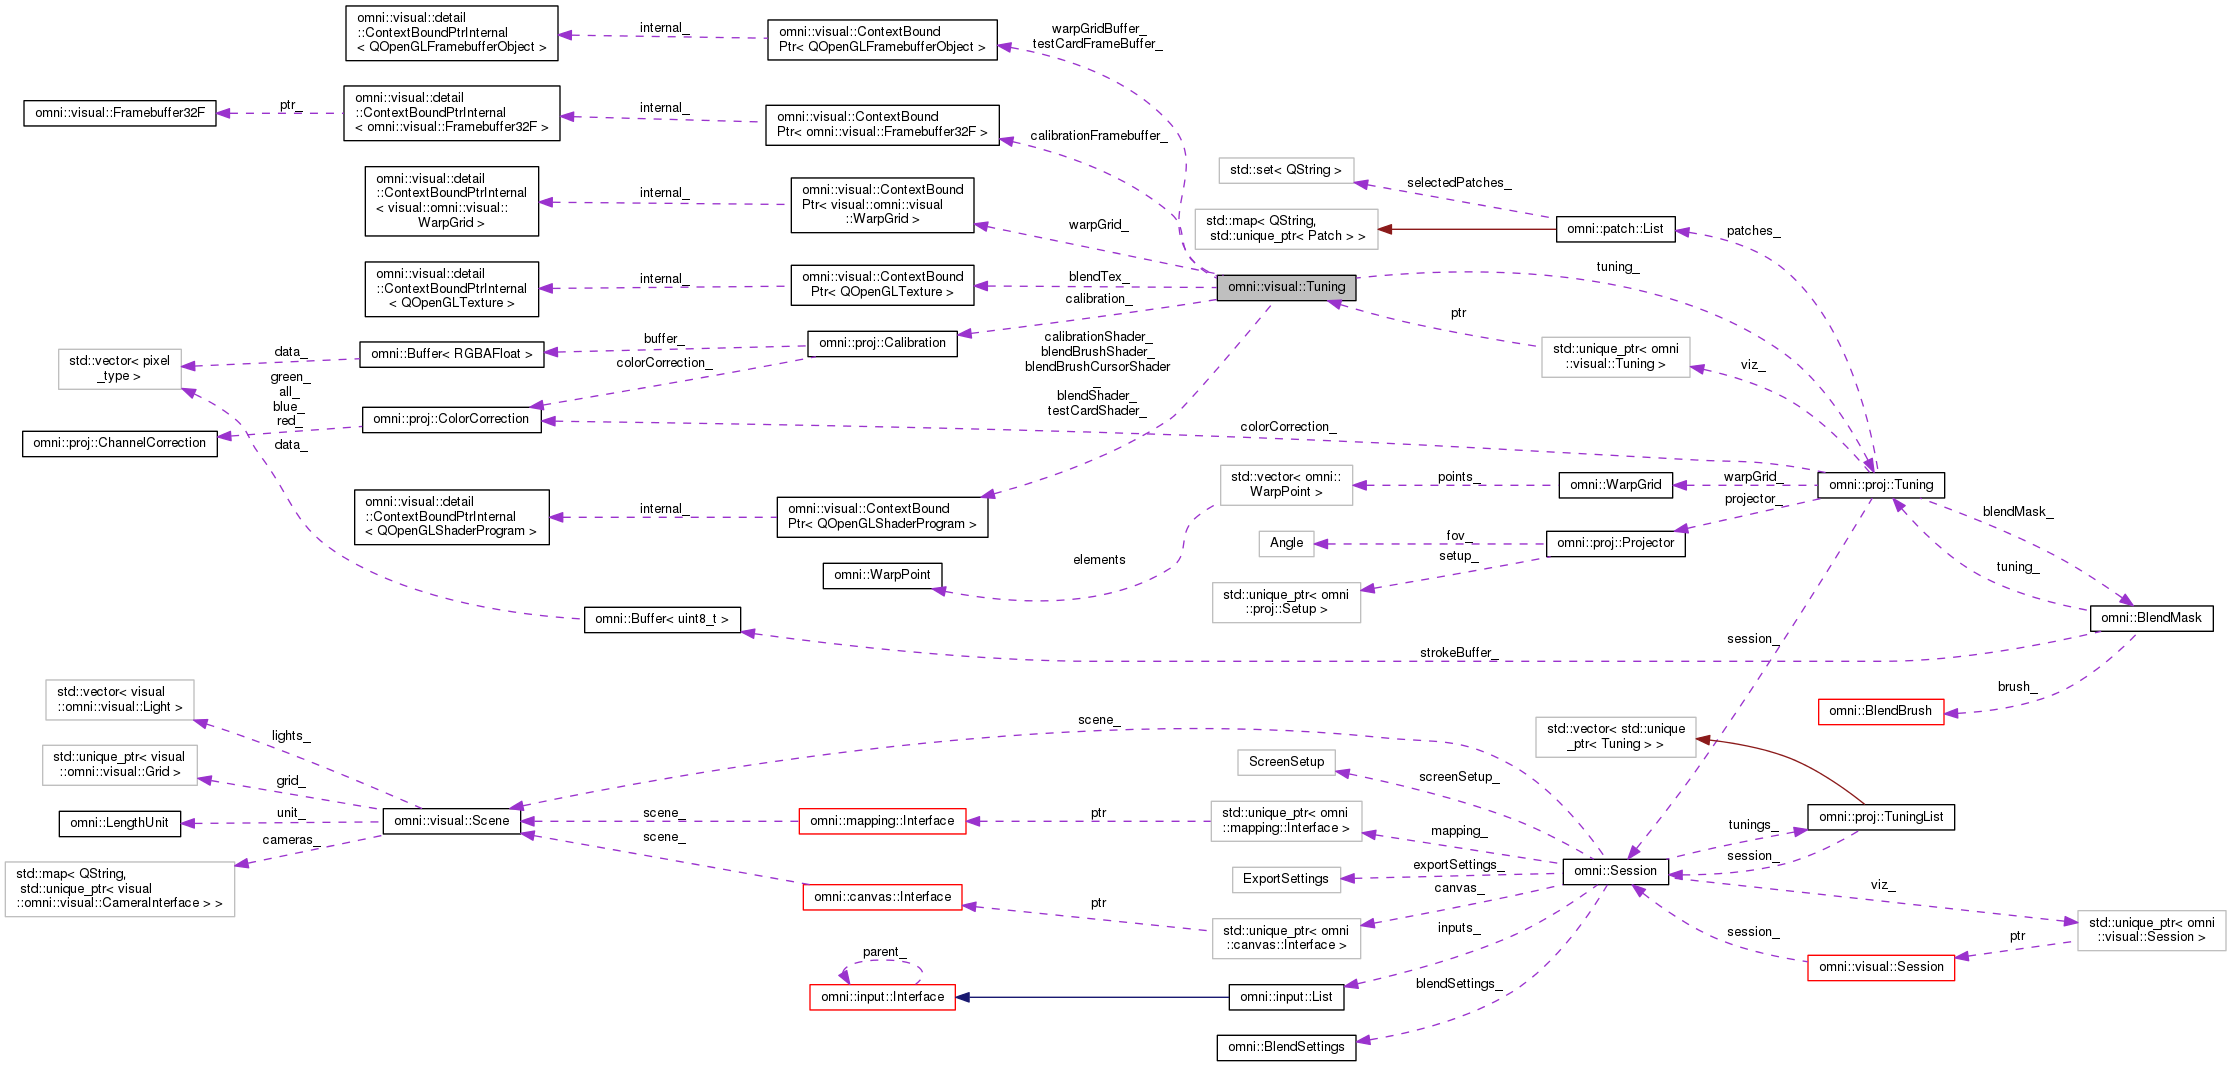 omni::visual::detail
::ContextBoundPtrInternal
< QOpenGLFramebufferObject >
internal_
omni::visual::ContextBound
Ptr< QOpenGLFramebufferObject >
warpGridBuffer_
testCardFrameBuffer_
omni::visual::Framebuffer32F
ptr_
omni::visual::detail
::ContextBoundPtrInternal
< omni::visual::Framebuffer32F >
internal_
omni::visual::ContextBound
Ptr< omni::visual::Framebuffer32F >
calibrationFramebuffer_
omni::visual::detail
::ContextBoundPtrInternal
< visual::omni::visual::
WarpGrid >
internal_
omni::visual::ContextBound
Ptr< visual::omni::visual
::WarpGrid >
warpGrid_
std::set< QString >
selectedPatches_
std::map< QString,
std::unique_ptr< Patch > >
omni::patch::List
patches_
omni::visual::detail
::ContextBoundPtrInternal
< QOpenGLTexture >
internal_
omni::visual::ContextBound
Ptr< QOpenGLTexture >
blendTex_
omni::visual::Tuning
tuning_
calibration_
ptr
std::unique_ptr< omni
::visual::Tuning >
viz_
std::vector< pixel
_type >
data_
omni::Buffer< RGBAFloat >
buffer_
omni::proj::Calibration
colorCorrection_
calibrationShader_
blendBrushShader_
blendBrushCursorShader
_
blendShader_
testCardShader_
green_
all_
blue_
red_
data_
omni::proj::ChannelCorrection
omni::proj::ColorCorrection
colorCorrection_
omni::visual::detail
::ContextBoundPtrInternal
< QOpenGLShaderProgram >
internal_
omni::visual::ContextBound
Ptr< QOpenGLShaderProgram >
std::vector< omni::
WarpPoint >
points_
omni::WarpGrid
warpGrid_
projector_
omni::proj::Tuning
blendMask_
Angle
fov_
omni::proj::Projector
setup_
std::unique_ptr< omni
::proj::Setup >
elements
omni::WarpPoint
tuning_
omni::BlendMask
omni::Buffer< uint8_t >
strokeBuffer_
session_
brush_
omni::BlendBrush
std::vector< visual
::omni::visual::Light >
lights_
std::unique_ptr< visual
::omni::visual::Grid >
grid_
omni::LengthUnit
unit_
omni::visual::Scene
cameras_
std::map< QString,
std::unique_ptr< visual
::omni::visual::CameraInterface > >
scene_
scene_
omni::mapping::Interface
scene_
omni::canvas::Interface
ptr
ptr
ScreenSetup
screenSetup_
std::unique_ptr< omni
::mapping::Interface >
mapping_
ExportSettings
exportSettings_
canvas_
std::unique_ptr< omni
::canvas::Interface >
inputs_
blendSettings_
std::vector< std::unique
_ptr< Tuning > >
omni::proj::TuningList
tunings_
session_
omni::Session
viz_
std::unique_ptr< omni
::visual::Session >
ptr
session_
omni::visual::Session
parent_
omni::input::Interface
omni::input::List
omni::BlendSettings